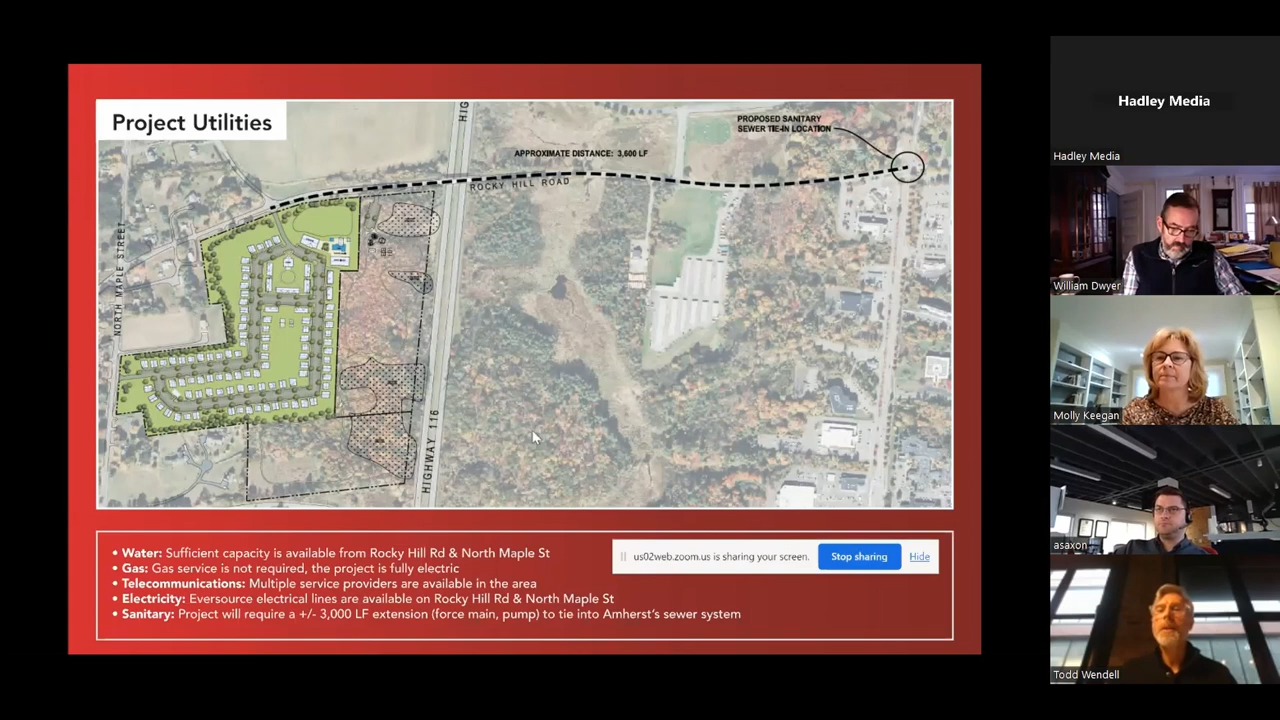 Project Utilities
HIG
PROPOSED SANITARY
SEWER TIE-IN LOCATION
APPROXIMATE DISTANCE: 3,600 LF
ROCKY HILL ROAD
NORTH MAPLE STREET
HIGHWAY 116
• Water: Sufficient capacity is available from Rocky Hill Rd & North Maple St
• Gas: Gas service is not required, the project is fully electric
• Telecommunications: Multiple service providers are available in the area
• Electricity: Eversource electrical lines are available on Rocky Hill Rd & North Maple St
• Sanitary: Project will require a +/- 3,000 LF extension (force main, pump) to tie into Amherst's sewer system
us02web.zoom.us is sharing your screen.
Stop sharing
Hide
Hadley Media
Hadley Media
William Dwyer
Molly Keegan
asaxon
Todd Wendell